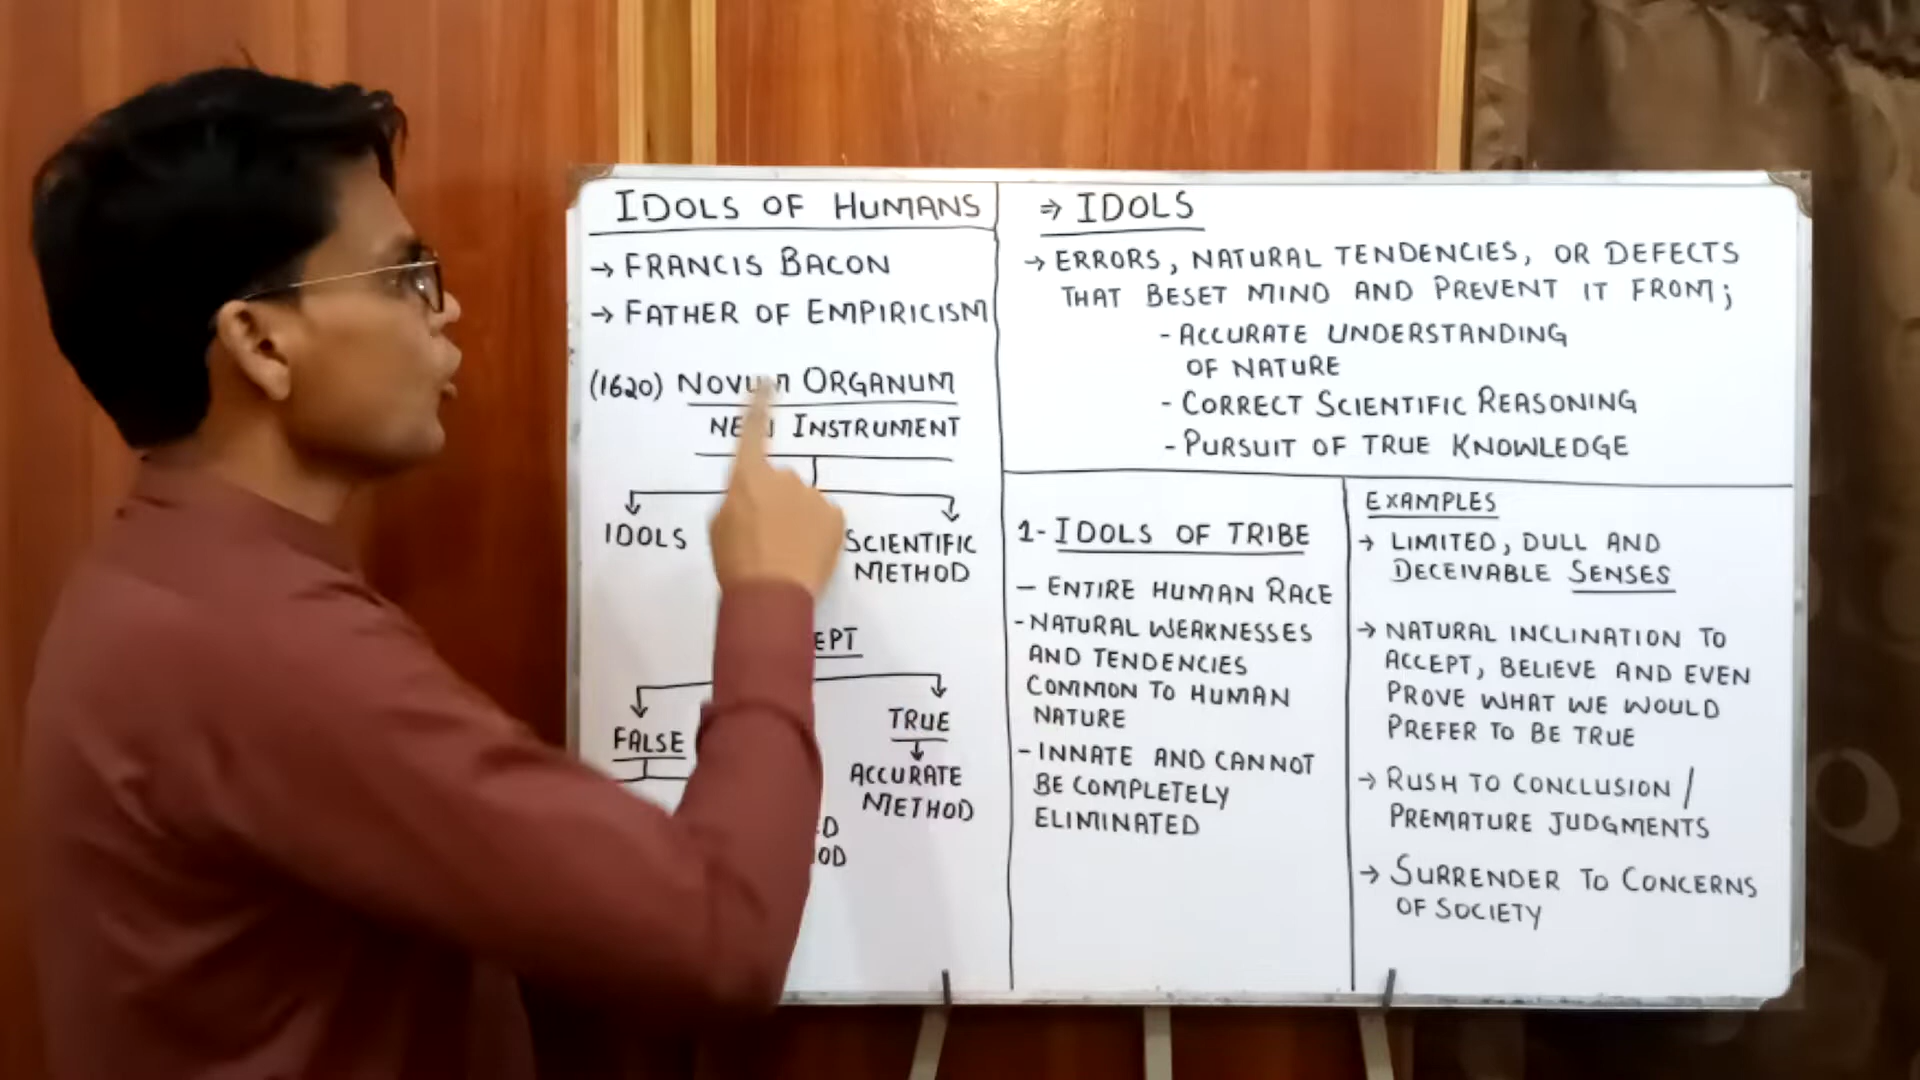 IDOLS OF HUMANS
→ FRANCIS BACON
→ FATHER OF EMPIRICISM
(1620) NOVUM ORGANUM
NEW INSTRUMENT
IDOLS
SCIENTIFIC
METHOD
FALSE
TRUE
ACCURATE
METHOD
⇒ IDOLS
→ ERRORS, NATURAL TENDENCIES, OR DEFECTS
THAT BESET MIND AND PREVENT IT FROM;
- ACCURATE UNDERSTANDING
OF NATURE
- CORRECT SCIENTIFIC REASONING
- PURSUIT OF TRUE KNOWLEDGE
1- IDOLS OF TRIBE
- ENTIRE HUMAN RACE
- NATURAL WEAKNESSES
AND TENDENCIES
COMMON TO HUMAN
NATURE
- INNATE AND CANNOT
BE COMPLETELY
ELIMINATED
EXAMPLES
→ LIMITED, DULL AND
DECEIVABLE SENSES
→ NATURAL INCLINATION TO
ACCEPT, BELIEVE AND EVEN
PROVE WHAT WE WOULD
PREFER TO BE TRUE
→ RUSH TO CONCLUSION /
PREMATURE JUDGMENTS
→ SURRENDER TO CONCERNS
OF SOCIETY